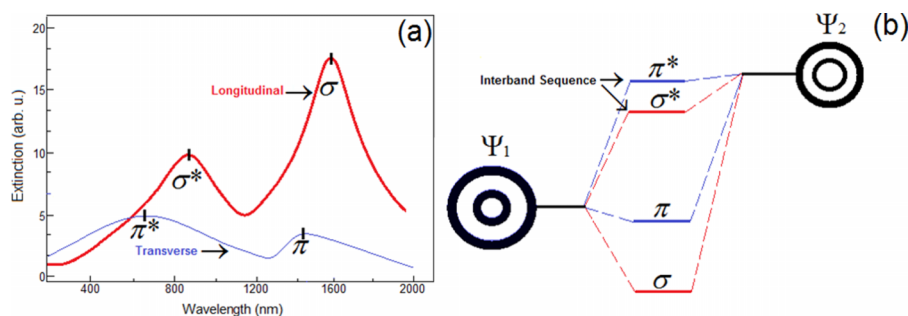 (a)
20
15
10
5
0
Extinction (arb. u.)
Longitudinal
σ
σ*
π*
Transverse
π
400 800 1200 1600 2000
Wavelength (nm)
(b)
Ψ2
Interband Sequence
π*
σ*
Ψ1
π
σ